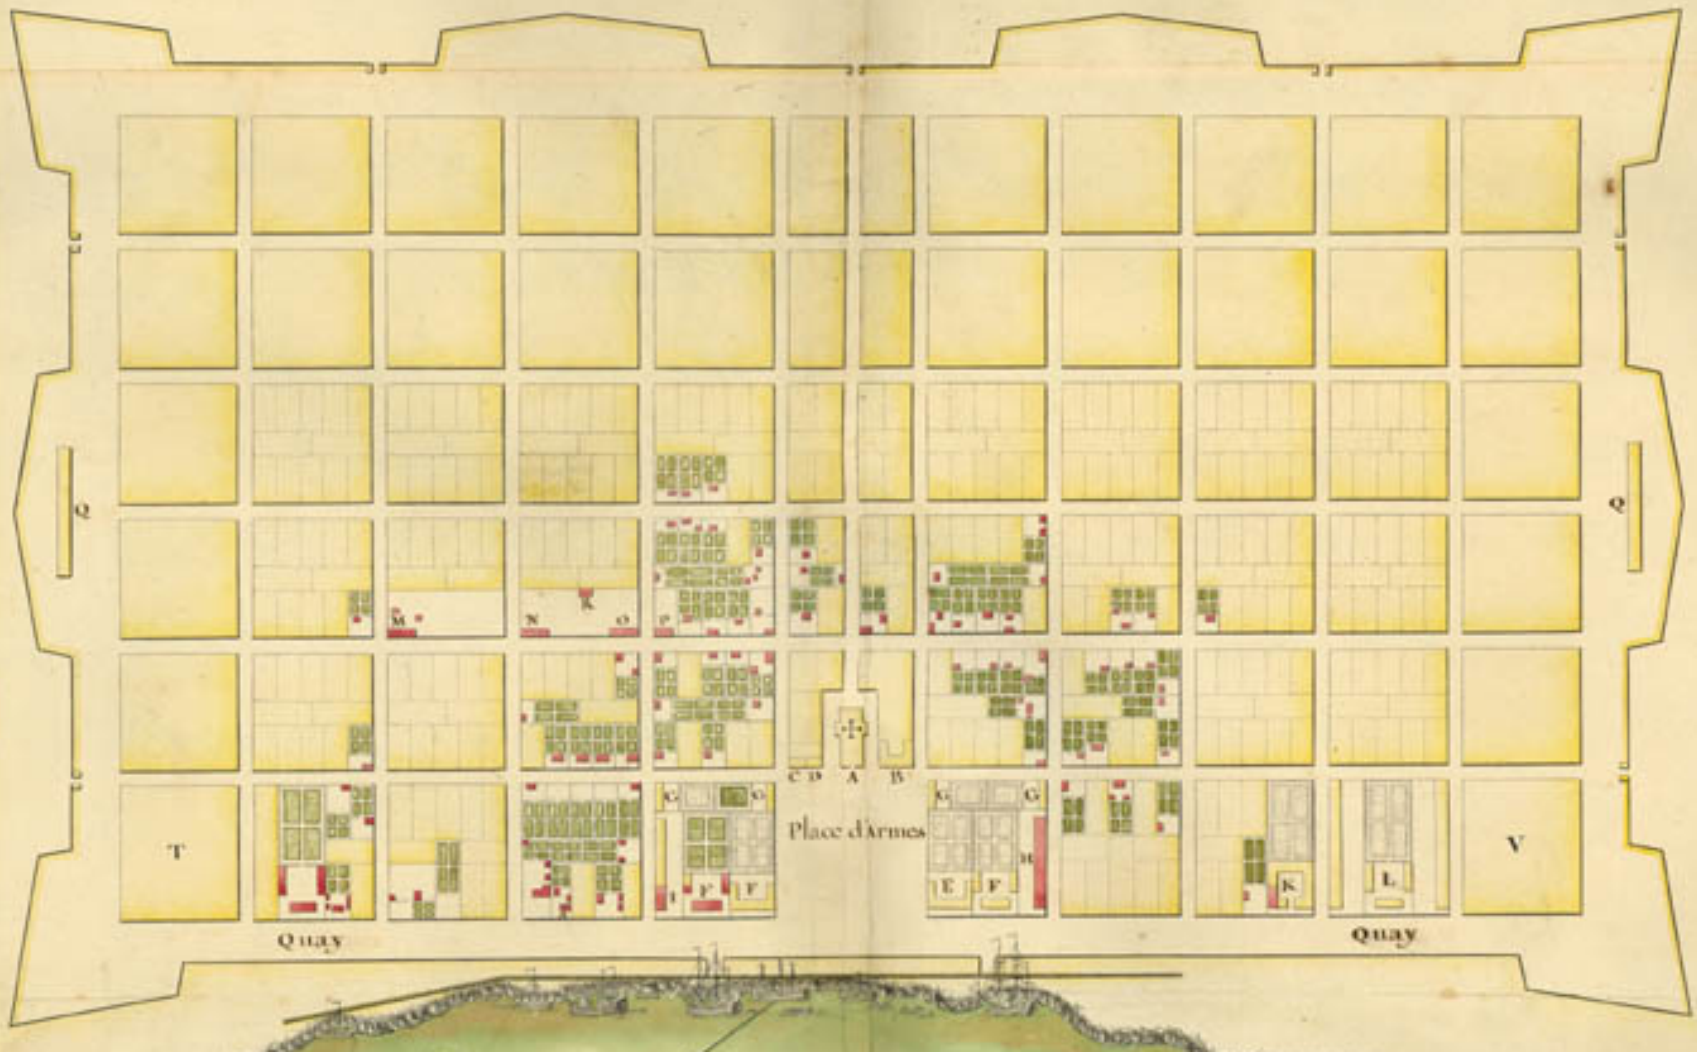 Q
Q
M
N
K
O
P
C D A B
G G
G G
Place d'Armes
T
H
V
I F F
E F
K
L
Quay
Quay